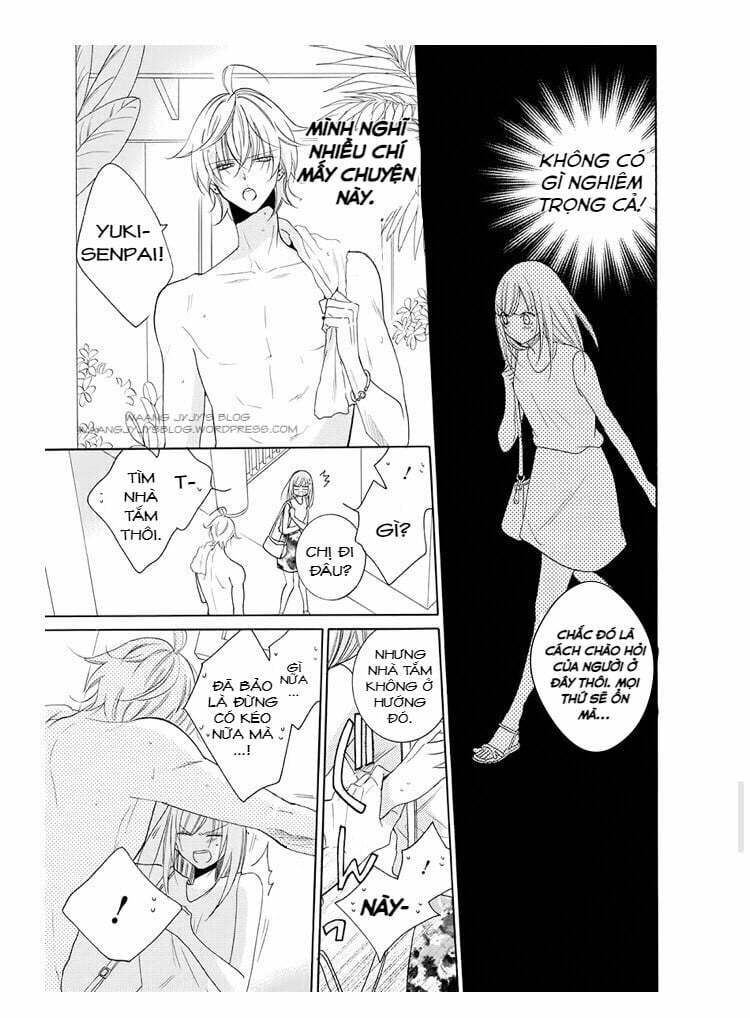 KHÔNG CÓ
GÌ NGHIÊM
TRỌNG CẢ!
CHẮC ĐÓ LÀ
CÁCH CHÀO HỎI
CỦA NGƯỜI Ở
ĐÂY THÔI. MỌI
THỨ SẼ ỔN
MÀ...
MÌNH NGHĨ
NHIỀU CHI
MẤY CHUYỆN
NÀY.
YUKI-
SENPAI!
WAANG JYJY'S BLOG
WAANGJYJYSBLOG.WORDPRESS.COM/
GÌ?
CHỊ ĐI
ĐÂU?
T-
TÌM
NHÀ
TẮM
THÔI.
NHƯNG
NHÀ TẮM
KHÔNG Ở
HƯỚNG
ĐÓ.
NÀY-
GÌ
NỮA
...
ĐÃ BẢO
LÀ ĐỪNG
CÓ KÉO
NỮA MÀ
...!
!